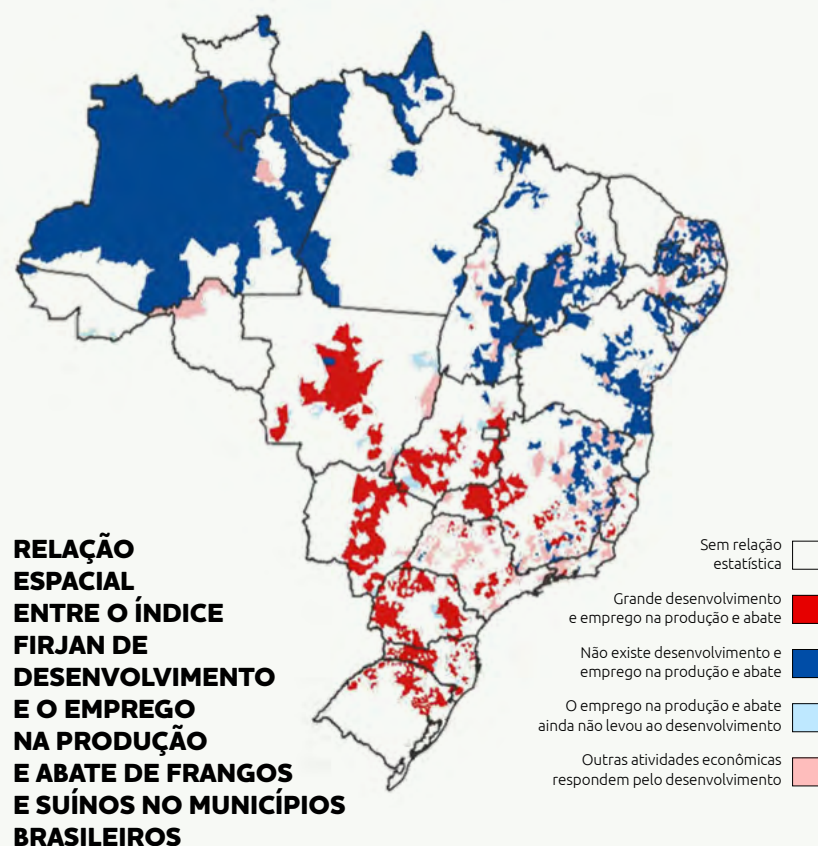 RELAÇÃO
ESPACIAL
ENTRE O ÍNDICE
FIRJAN DE
DESENVOLVIMENTO
E O EMPREGO
NA PRODUÇÃO
E ABATE DE FRANGOS
E SUÍNOS NO MUNICÍPIOS
BRASILEIROS
Sem relação
estatística
Grande desenvolvimento
e emprego na produção e abate
Não existe desenvolvimento e
emprego na produção e abate
O emprego na produção e abate
ainda não levou ao desenvolvimento
Outras atividades econômicas
respondem pelo desenvolvimento